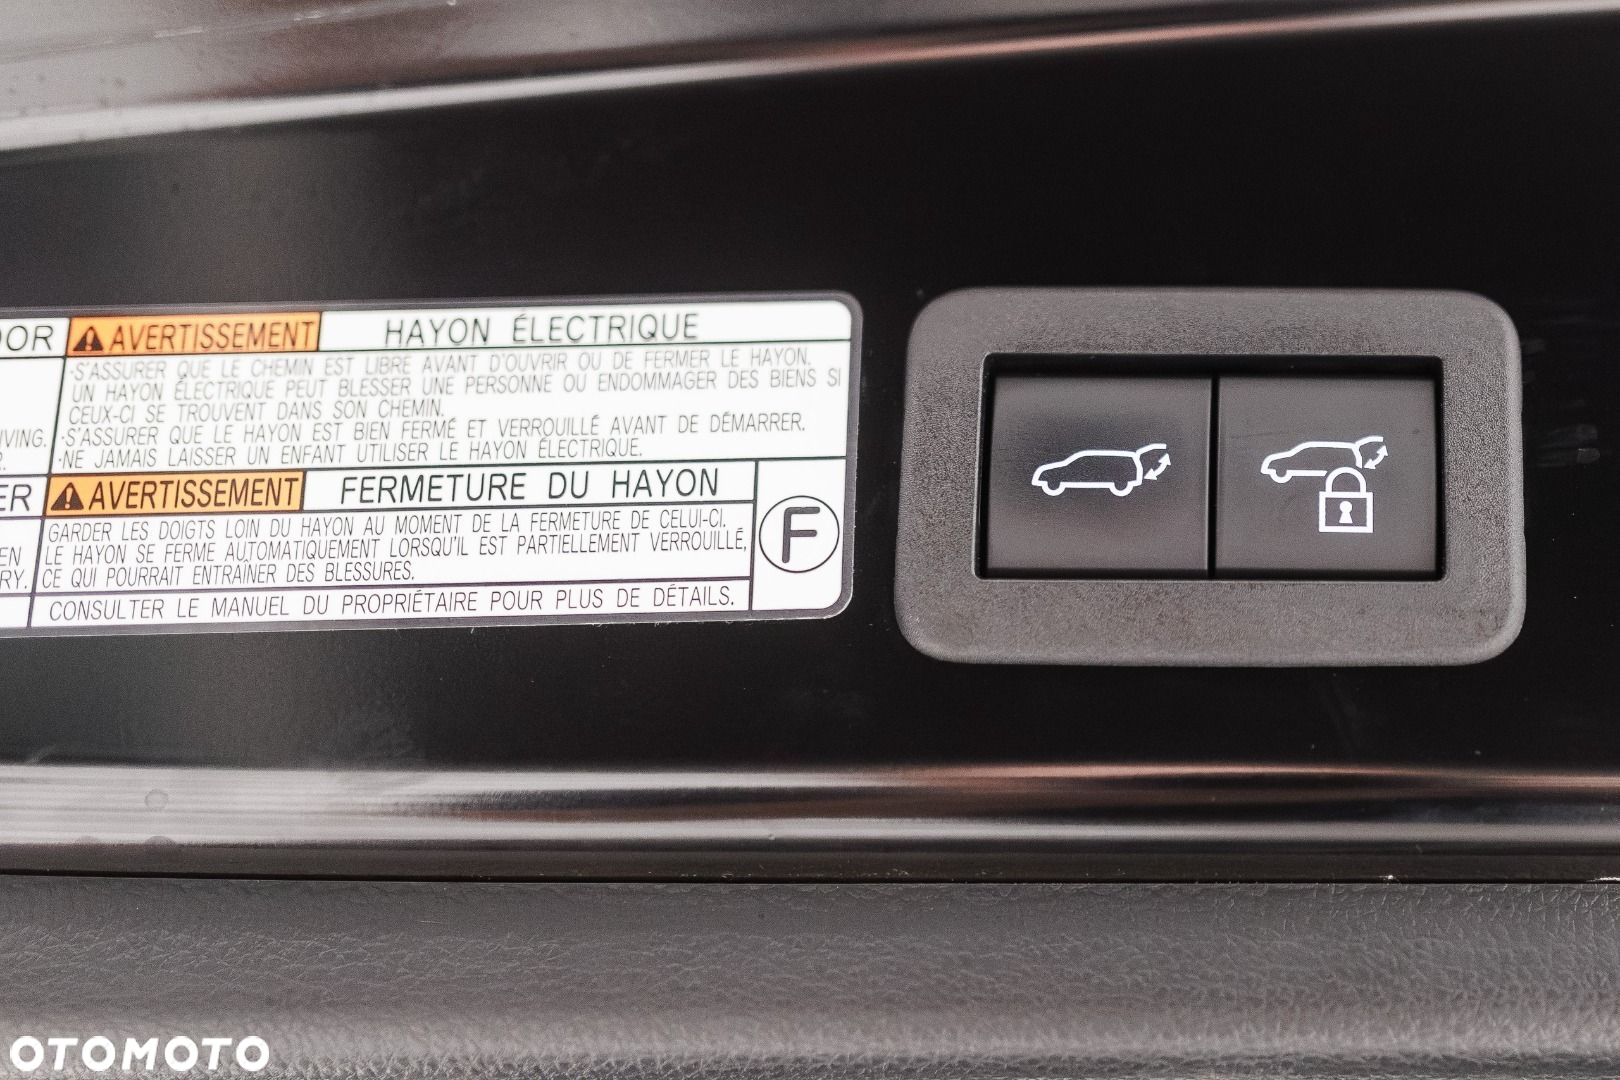 OOR
AVERTISSEMENT HAYON ÉLECTRIQUE
·S'ASSURER QUE LE CHEMIN EST LIBRE AVANT D'OUVRIR OU DE FERMER LE HAYON.
UN HAYON ÉLECTRIQUE PEUT BLESSER UNE PERSONNE OU ENDOMMAGER DES BIENS SI
CEUX-CI SE TROUVENT DANS SON CHEMIN.
·S'ASSURER QUE LE HAYON EST BIEN FERMÉ ET VERROUILLÉ AVANT DE DÉMARRER.
·NE JAMAIS LAISSER UN ENFANT UTILISER LE HAYON ÉLECTRIQUE.
IVING.
R.
ER
AVERTISSEMENT FERMETURE DU HAYON
GARDER LES DOIGTS LOIN DU HAYON AU MOMENT DE LA FERMETURE DE CELUI-CI.
LE HAYON SE FERME AUTOMATIQUEMENT LORSQU'IL EST PARTIELLEMENT VERROUILLÉ,
CE QUI POURRAIT ENTRAÎNER DES BLESSURES.
EN
RY.
CONSULTER LE MANUEL DU PROPRIÉTAIRE POUR PLUS DE DÉTAILS.
F
OTOMOTO